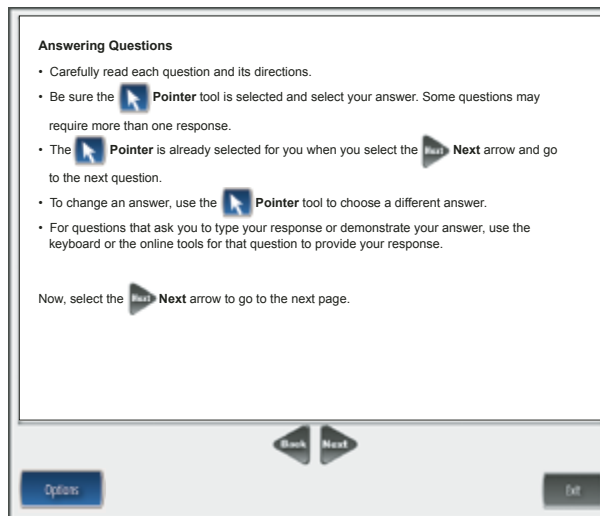 Answering Questions
• Carefully read each question and its directions.
• Be sure the Pointer tool is selected and select your answer. Some questions may
require more than one response.
• The Pointer is already selected for you when you select the Next Next arrow and go
to the next question.
• To change an answer, use the Pointer tool to choose a different answer.
• For questions that ask you to type your response or demonstrate your answer, use the
keyboard or the online tools for that question to provide your response.
Now, select the Next Next arrow to go to the next page.
Back Next
Options Exit